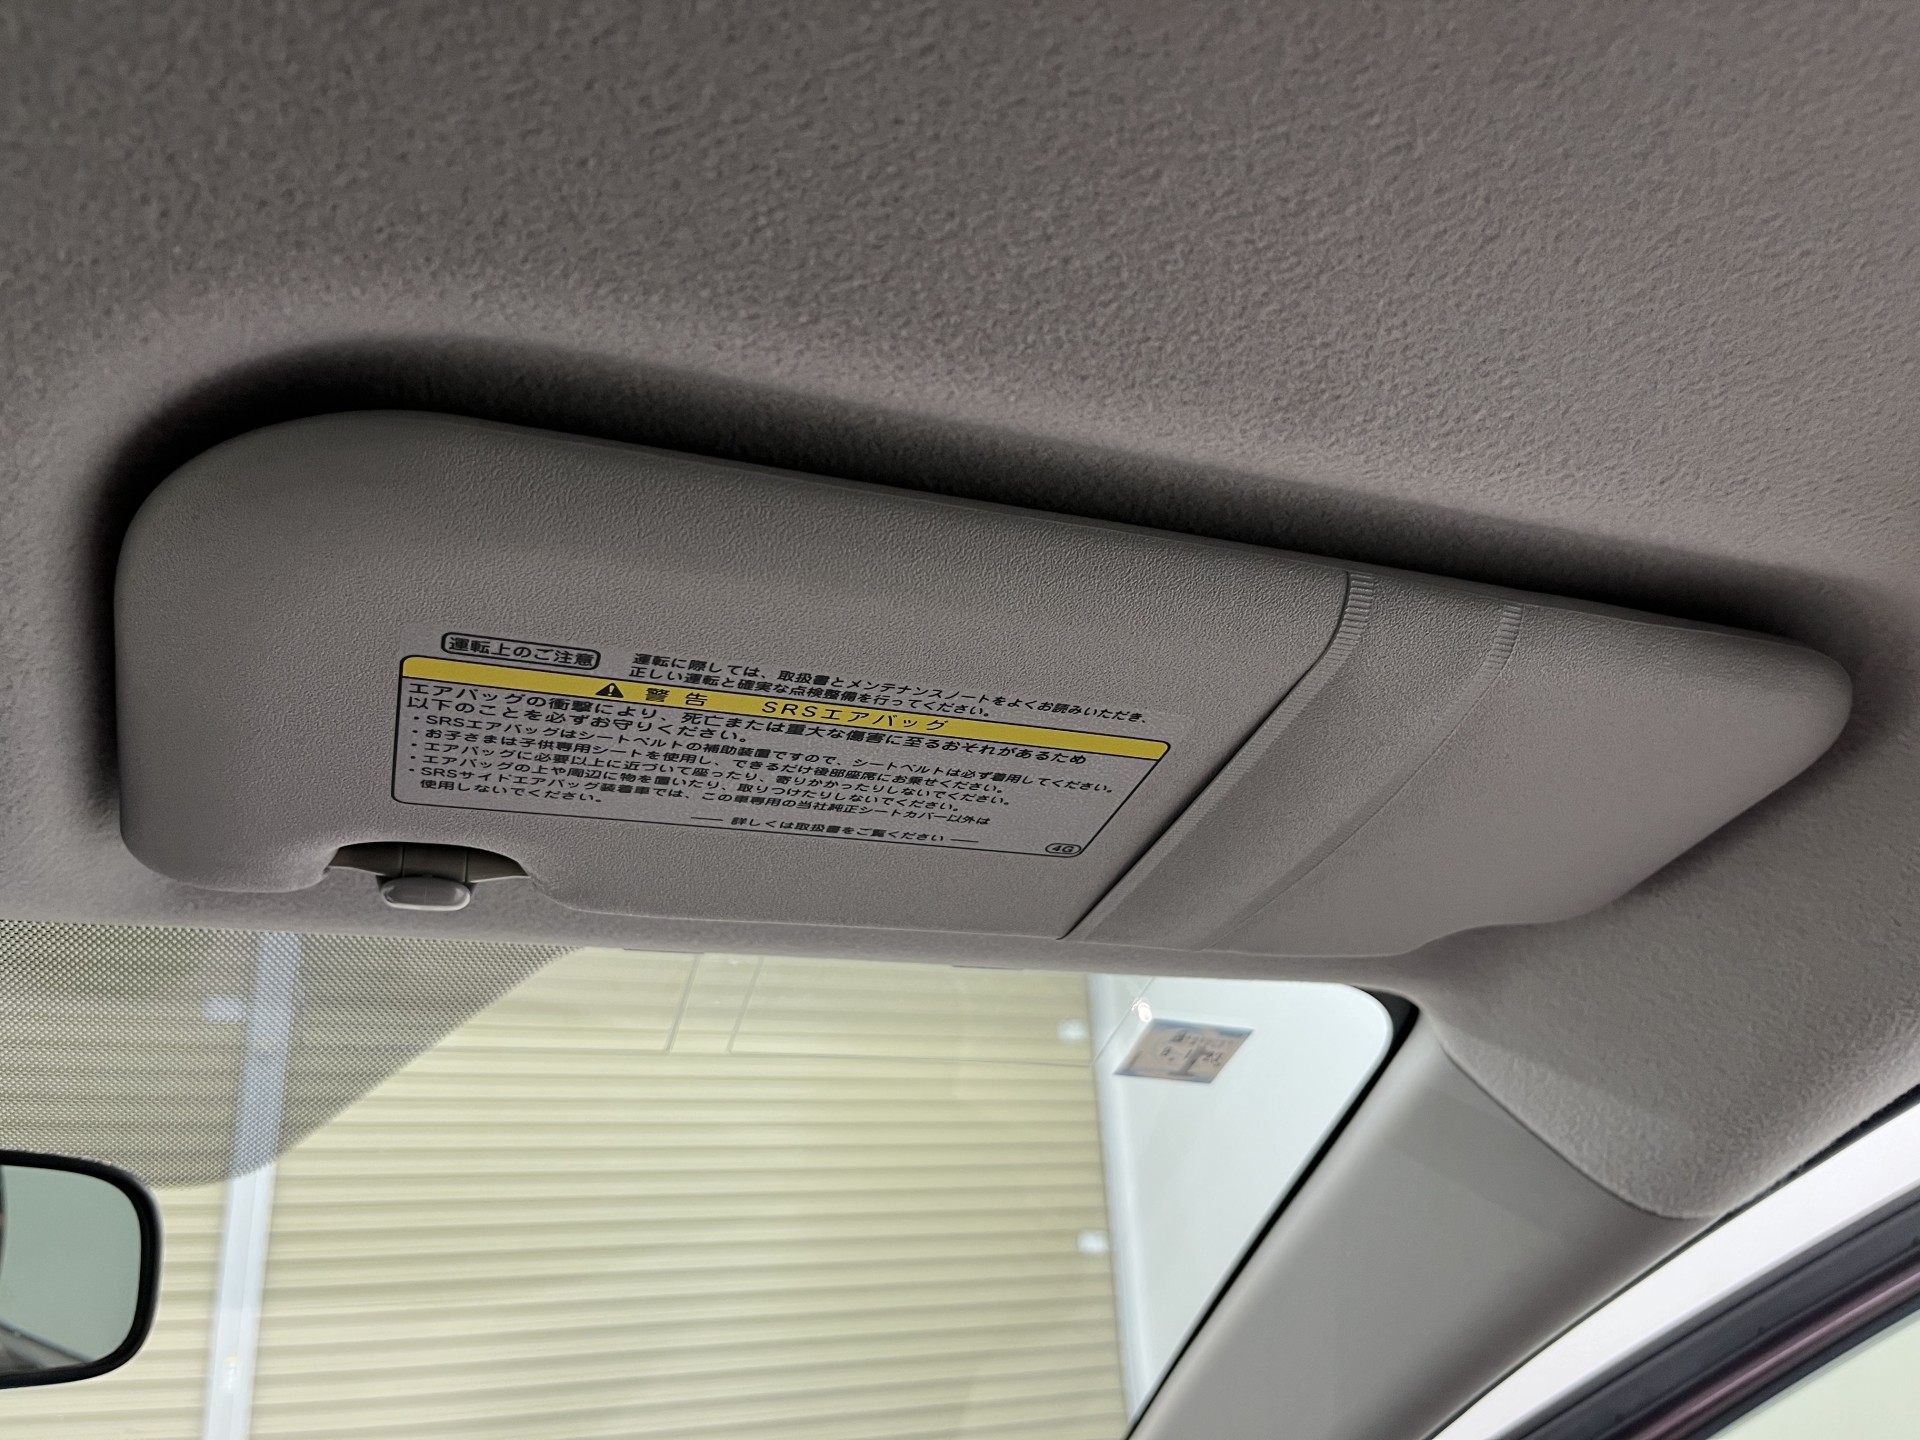 運転上のご注意
運転に際しては、取扱書とメンテナンスノートをよくお読みいただき、
正しい運転と確実な点検整備を行ってください。
警告 SRSエアバッグ
エアバッグの衝撃により、死亡または重大な傷害に至るおそれがあるため
以下のことを必ずお守りください。
・SRSエアバッグはシートベルトの補助装置ですので、シートベルトは必ず着用してください。
・お子さまは子供専用シートを使用し、できるだけ後部座席にお乗せください。
・エアバッグに必要以上に近づいて座ったり、寄りかかったりしないでください。
・エアバッグの上や周辺に物を置いたり、取りつけたりしないでください。
・SRSサイドエアバッグ装着車では、この車専用の当社純正シートカバー以外は
使用しないでください。
詳しくは取扱書をご覧ください
4G